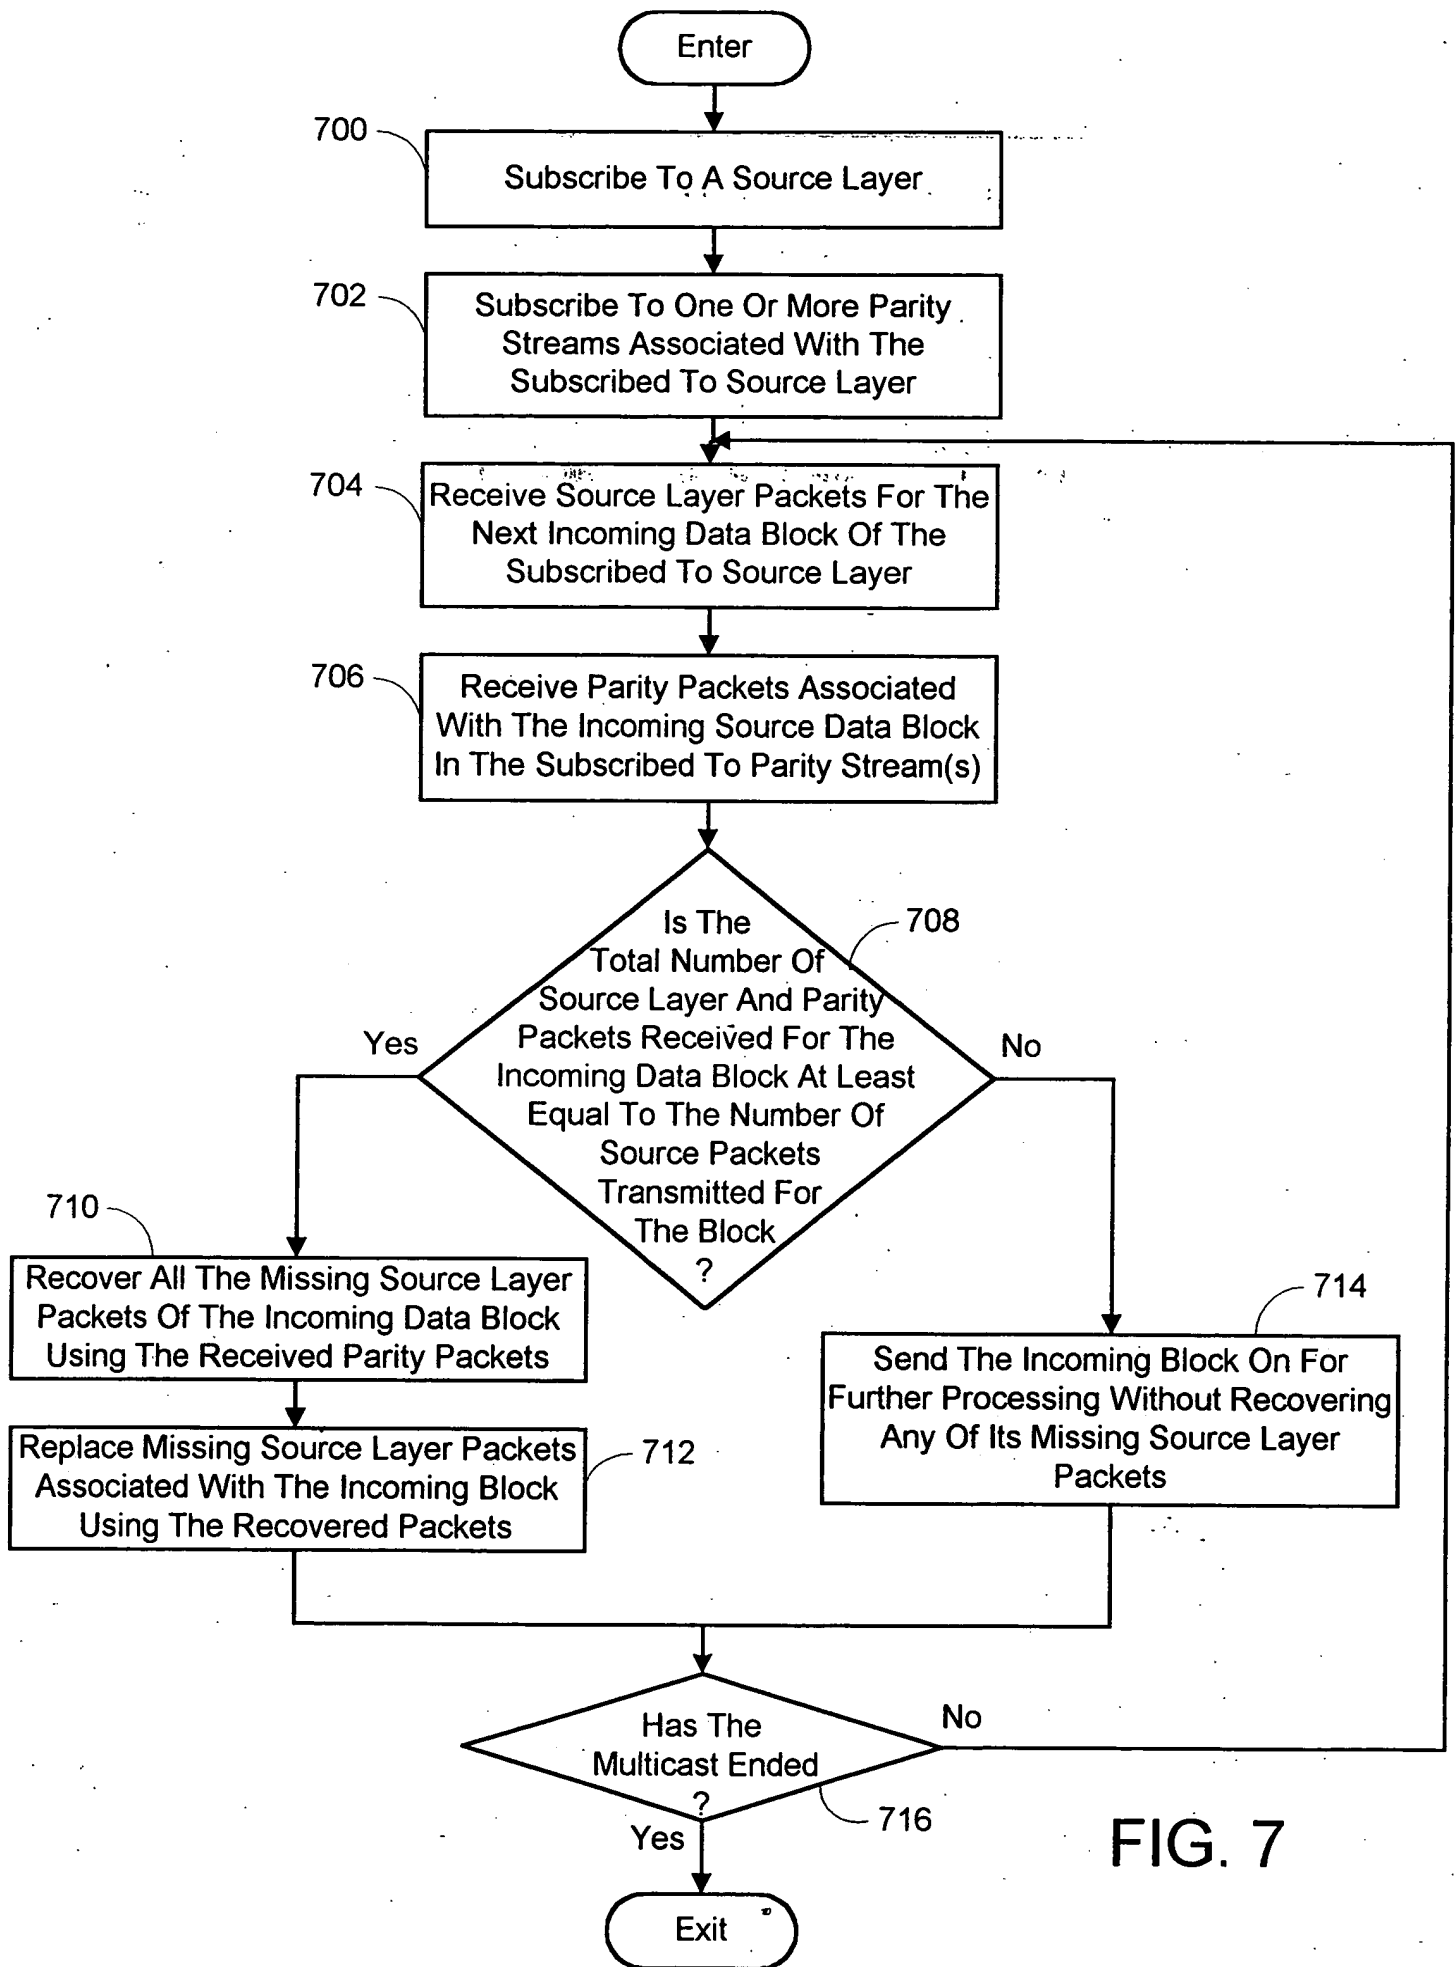 Enter
700
Subscribe To A Source Layer
702
Subscribe To One Or More Parity
Streams Associated With The
Subscribed To Source Layer
704
Receive Source Layer Packets For The
Next Incoming Data Block Of The
Subscribed To Source Layer
706
Receive Parity Packets Associated
With The Incoming Source Data Block
In The Subscribed To Parity Stream(s)
708
Is The
Total Number Of
Source Layer And Parity
Packets Received For The
Incoming Data Block At Least
Equal To The Number Of
Source Packets
Transmitted For
The Block
?
Yes
No
710
Recover All The Missing Source Layer
Packets Of The Incoming Data Block
Using The Received Parity Packets
712
Replace Missing Source Layer Packets
Associated With The Incoming Block
Using The Recovered Packets
714
Send The Incoming Block On For
Further Processing Without Recovering
Any Of Its Missing Source Layer
Packets
Has The
Multicast Ended
?
No
716
Yes
Exit
FIG. 7